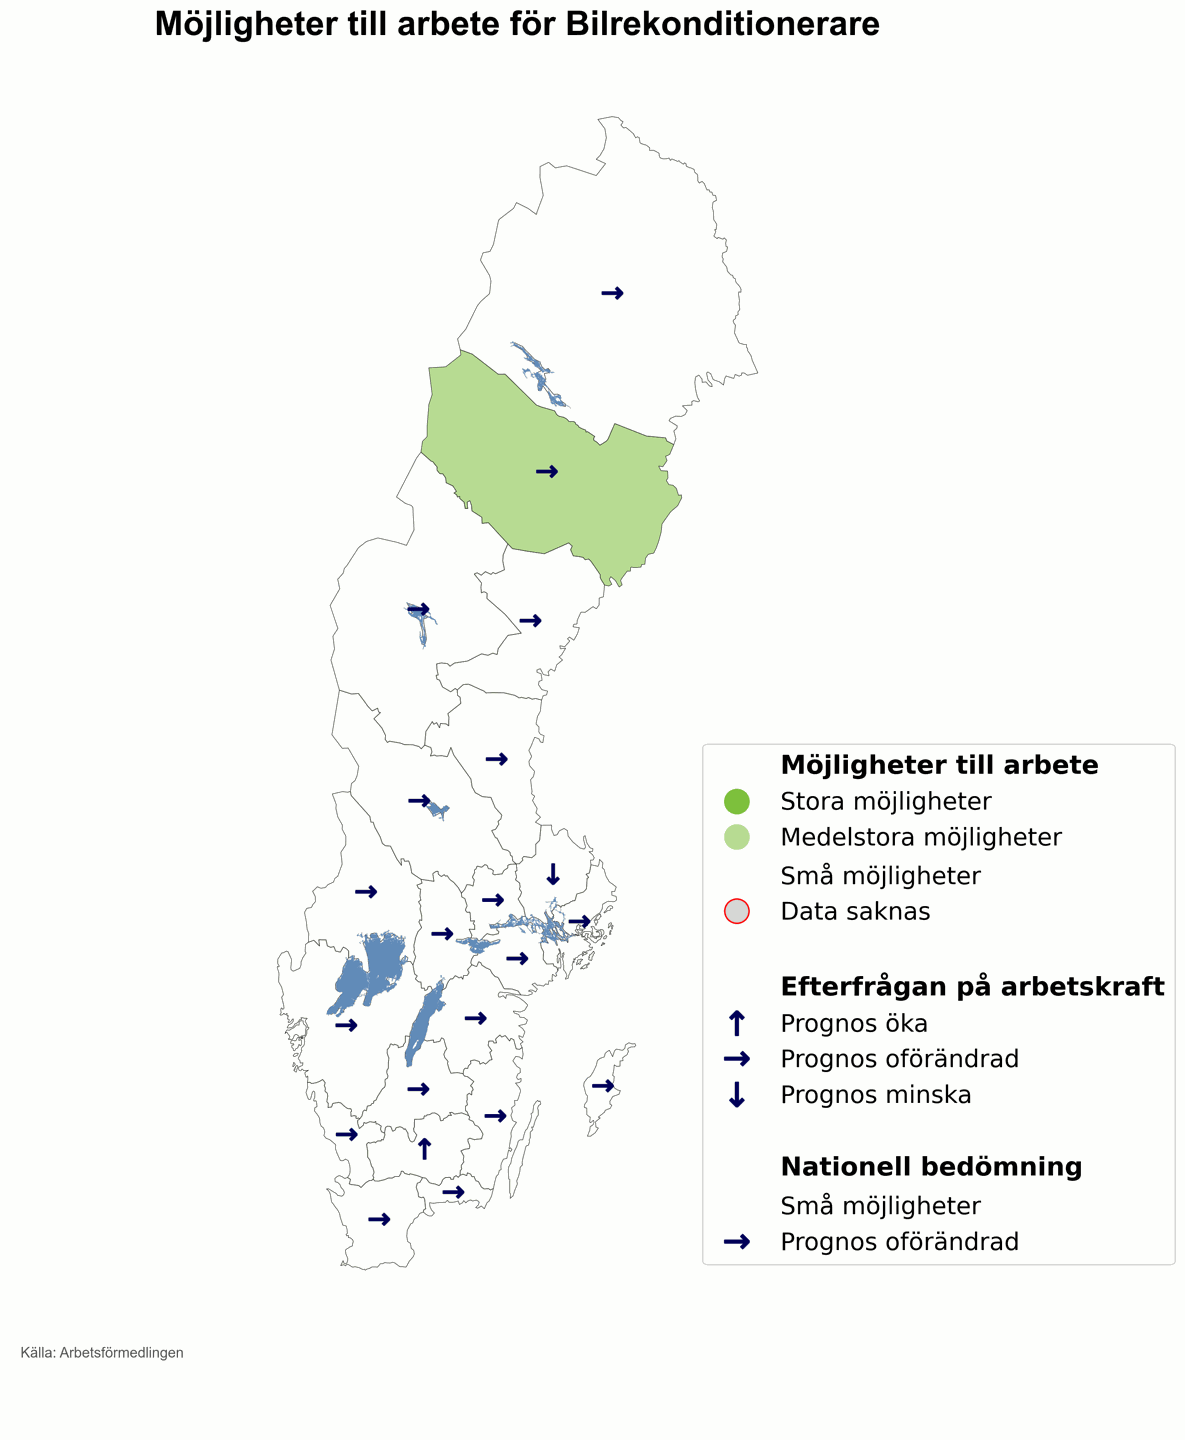 Möjligheter till arbete för Bilrekonditionerare
Möjligheter till arbete
Stora möjligheter
Medelstora möjligheter
Små möjligheter
Data saknas
Efterfrågan på arbetskraft
Prognos öka
Prognos oförändrad
Prognos minska
Nationell bedömning
Små möjligheter
Prognos oförändrad
Källa: Arbetsförmedlingen